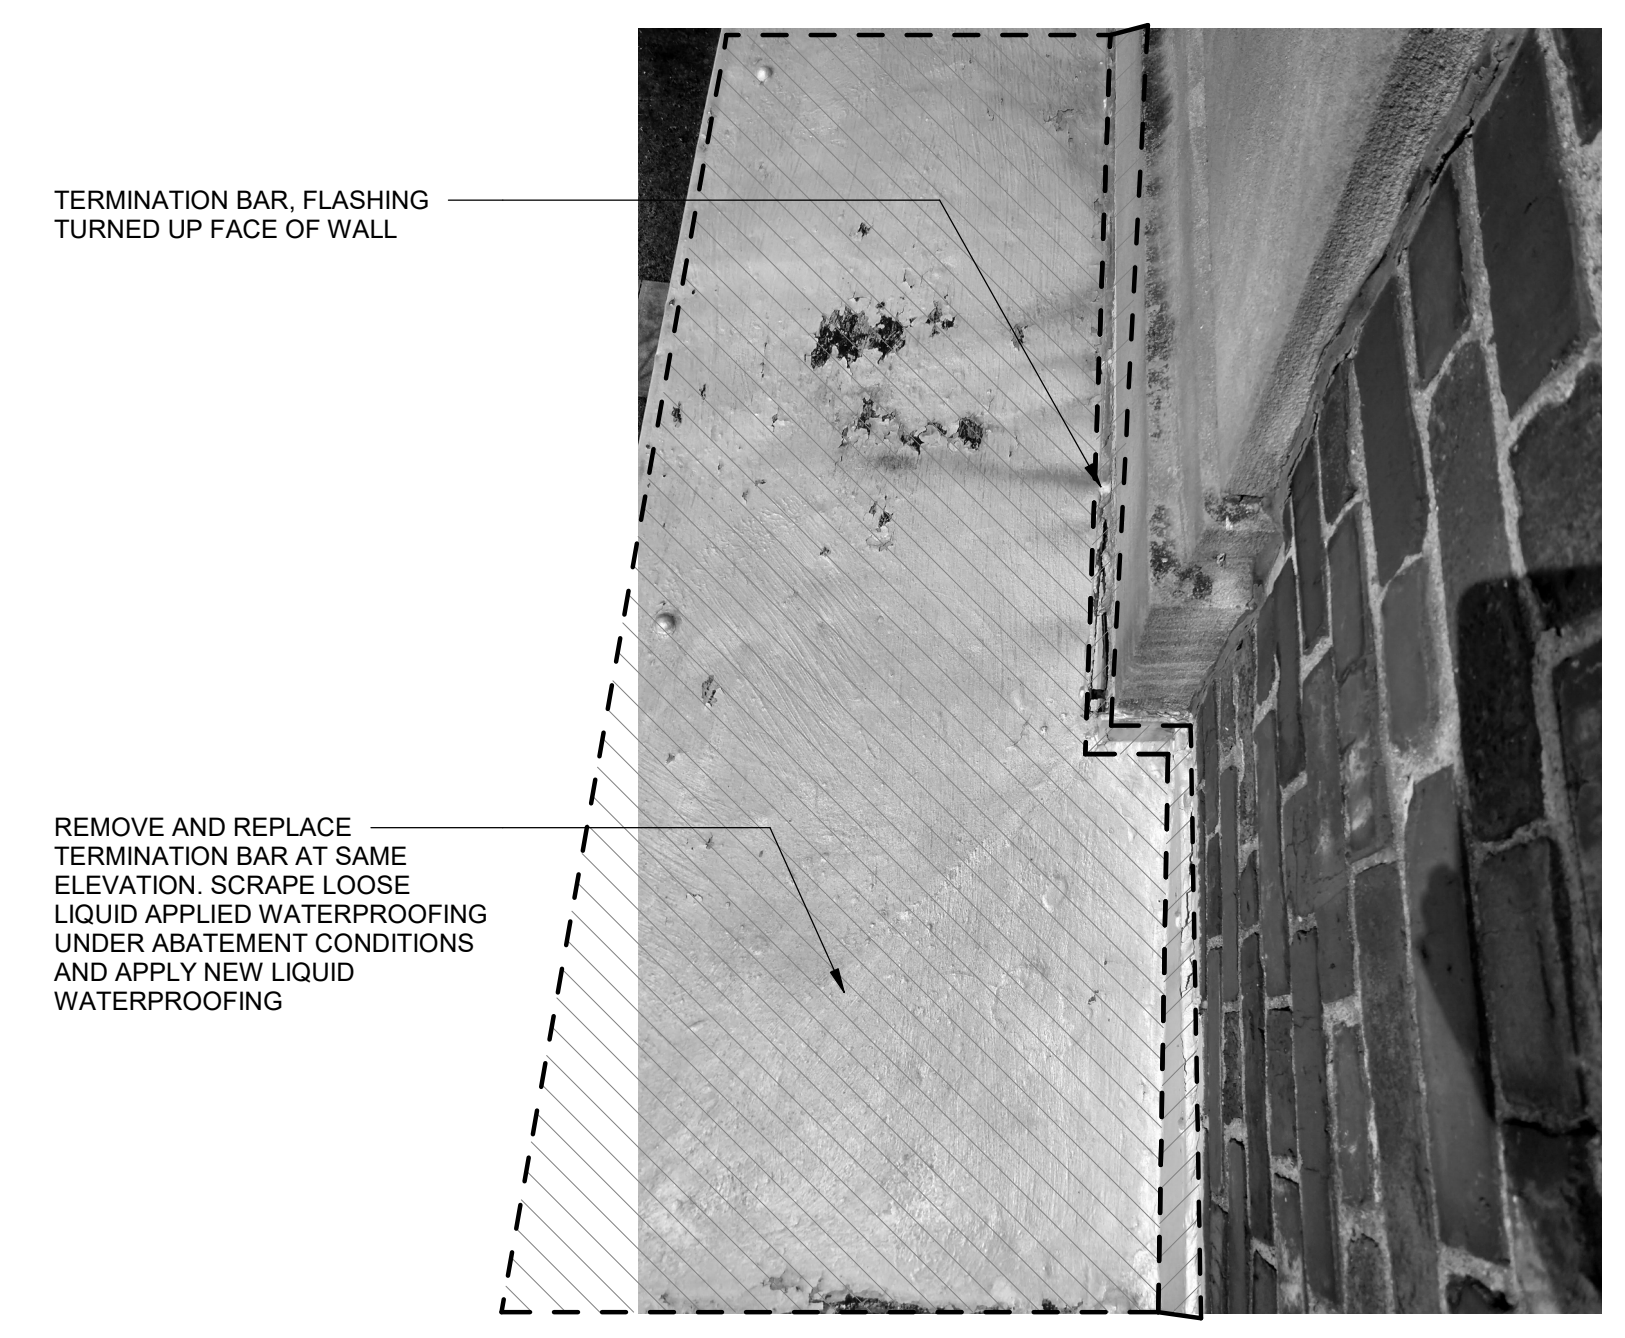 TERMINATION BAR, FLASHING
TURNED UP FACE OF WALL
REMOVE AND REPLACE
TERMINATION BAR AT SAME
ELEVATION. SCRAPE LOOSE
LIQUID APPLIED WATERPROOFING
UNDER ABATEMENT CONDITIONS
AND APPLY NEW LIQUID
WATERPROOFING